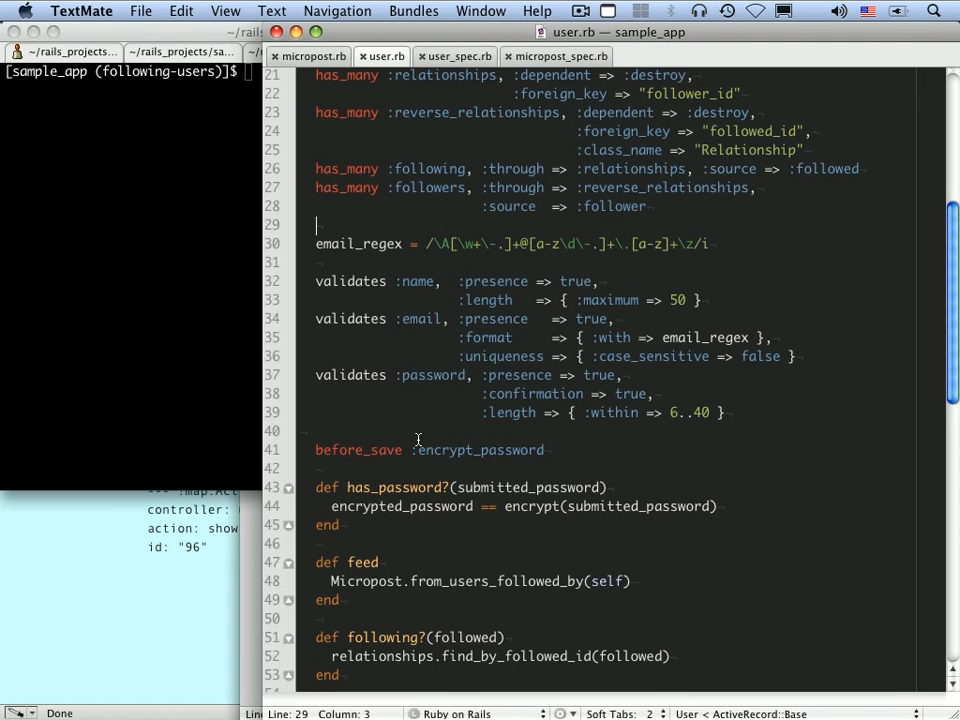 TextMate File Edit View Text Navigation Bundles Window Help
~/rails_
user.rb — sample_app
~/rails_projects... ~/rails_projects/sa...
micropost.rb user.rb user_spec.rb micropost_spec.rb
[sample_app (following-users)]$
21 has_many :relationships, :dependent => :destroy,
22 :foreign_key => "follower_id"
23 has_many :reverse_relationships, :dependent => :destroy,
24 :foreign_key => "followed_id",
25 :class_name => "Relationship"
26 has_many :following, :through => :relationships, :source => :followed
27 has_many :followers, :through => :reverse_relationships,
28 :source => :follower
29
30 email_regex = /\A[\w+\-.]+@[a-z\d\-.]+\.[a-z]+\z/i
31
32 validates :name, :presence => true,
33 :length => { :maximum => 50 }
34 validates :email, :presence => true,
35 :format => { :with => email_regex },
36 :uniqueness => { :case_sensitive => false }
37 validates :password, :presence => true,
38 :confirmation => true,
39 :length => { :within => 6..40 }
40
41 before_save :encrypt_password
42
43 def has_password?(submitted_password)
44 encrypted_password == encrypt(submitted_password)
45 end
46
47 def feed
48 Micropost.from_users_followed_by(self)
49 end
50
51 def following?(followed)
52 relationships.find_by_followed_id(followed)
53 end
controller:
action: show
id: "96"
Done
Line: 29 Column: 3 Ruby on Rails Soft Tabs: 2 User < ActiveRecord::Base